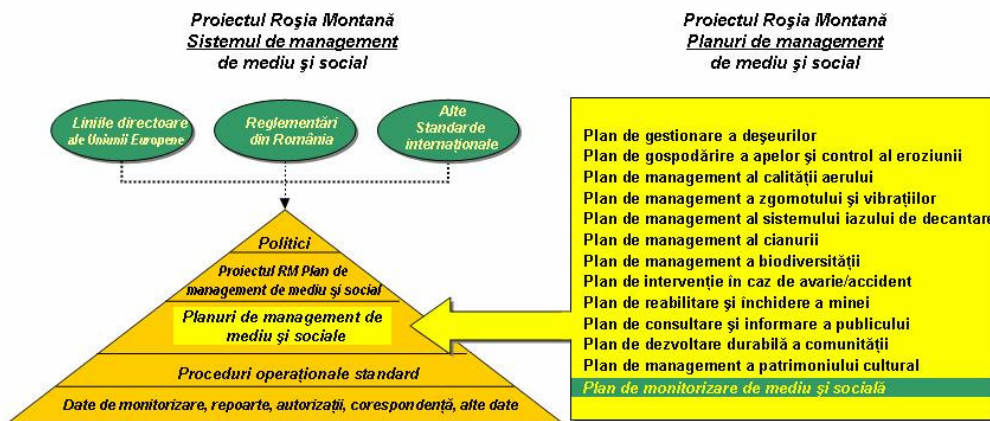 Proiectul Roşia Montană
Sistemul de management
de mediu şi social
Liniile directoare
ale Uniunii Europene
Reglementări
din România
Alte
Standarde
internaţionale
Politici
Proiectul RM Plan de
management de mediu şi social
Planuri de management de
mediu şi sociale
Proceduri operaţionale standard
Date de monitorizare, repoarte, autorizaţii, corespondenţă, alte date
Proiectul Roşia Montană
Planuri de management
de mediu şi social
Plan de gestionare a deşeurilor
Plan de gospodărire a apelor şi control al eroziunii
Plan de management al calităţii aerului
Plan de management a zgomotului şi vibraţiilor
Plan de management al sistemului iazului de decantare
Plan de management al cianurii
Plan de management a biodiversităţii
Plan de intervenţie în caz de avarie/accident
Plan de reabilitare şi închidere a minei
Plan de consultare şi informare a publicului
Plan de dezvoltare durabilă a comunităţii
Plan de management a patrimoniului cultural
Plan de monitorizare de mediu şi socială